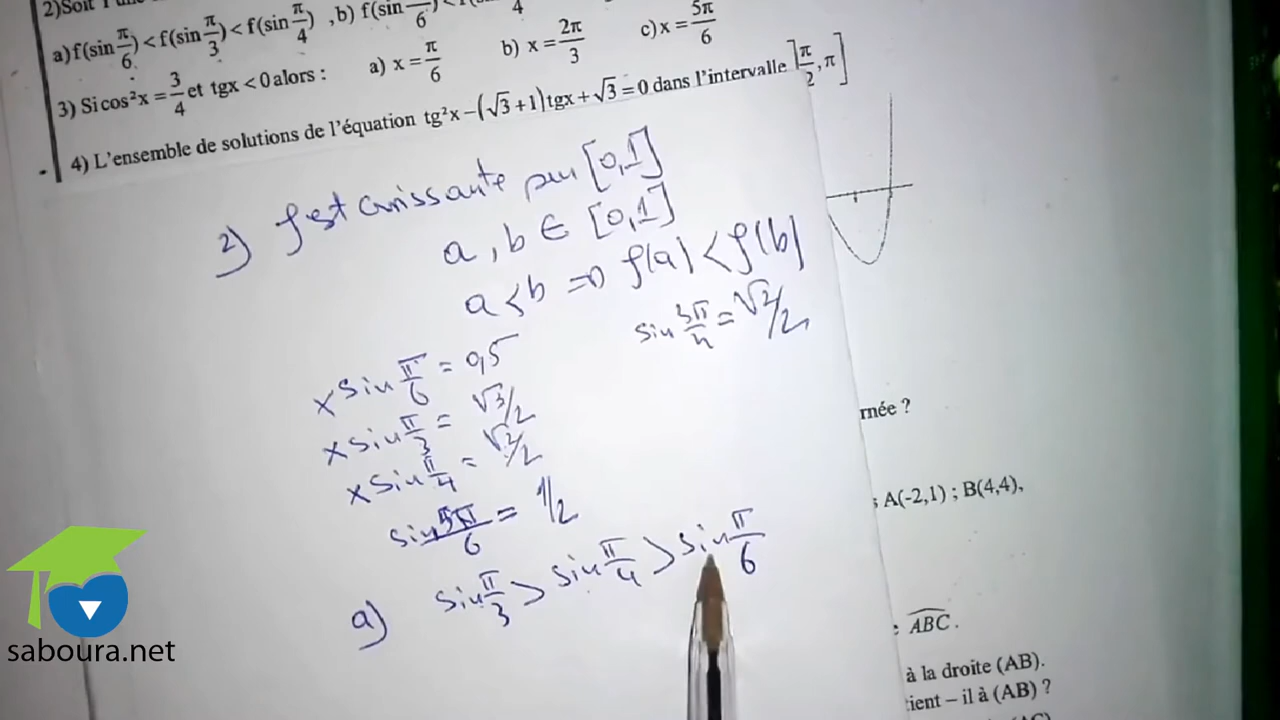 2) Soit
a) f(sin π/6) < f(sin π/3) < f(sin π/4) , b) f(sin
3) Si cos²x = 3/4 et tgx < 0 alors : a) x = π/6 b) x = 2π/3 c) x = 5π/6
4) L'ensemble de solutions de l'équation tg²x – (√3 + 1)tgx + √3 = 0 dans l'intervalle ]π/2, π]
2) f est croissante sur [0,1]
a, b ∈ [0,1]
a < b => f(a) < f(b)
sin 3π/4 = √2/2
x sin π/6 = 0,5
x sin π/3 = √3/2
x sin π/4 = √2/2
sin 5π/6 = 1/2
a) sin π/3 > sin π/4 > sin π/6
rnée ?
A(-2,1) ; B(4,4),
: ABC.
à la droite (AB).
tient – il à (AB) ?
saboura.net